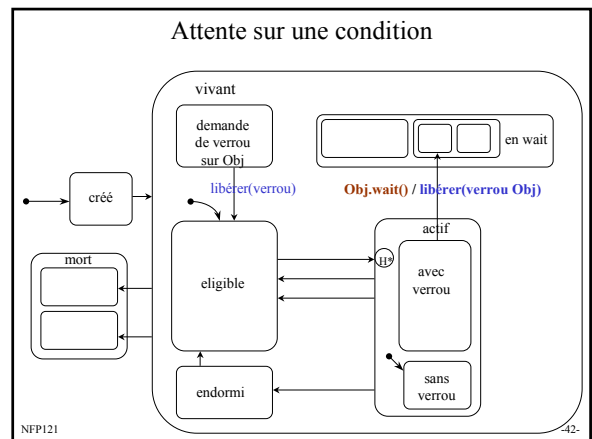 Attente sur une condition
vivant
demande
de verrou
sur Obj
en wait
libérer(verrou)
Obj.wait() / libérer(verrou Obj)
créé
actif
mort
H*
eligible
avec
verrou
endormi
sans
verrou
NFP121
-42-